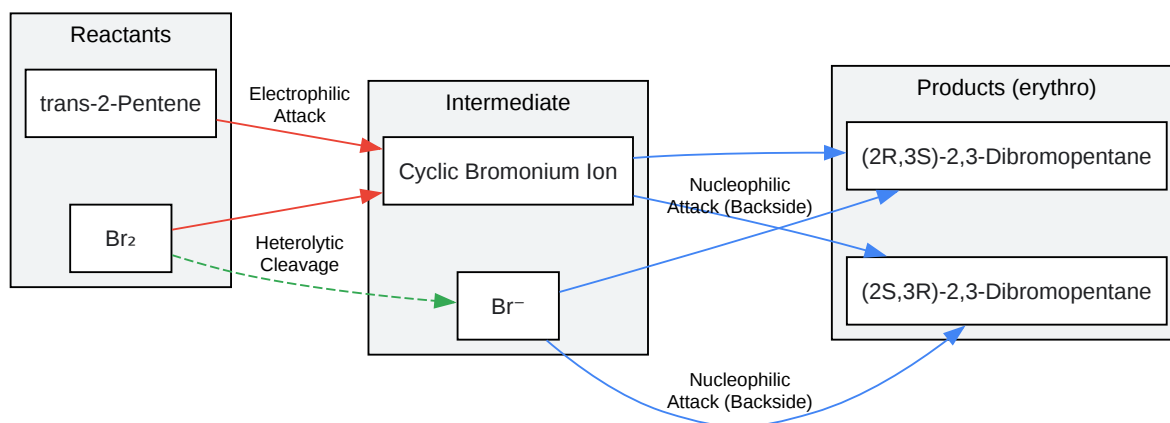 Reactants
trans-2-Pentene
Br₂
Electrophilic
Attack
Heterolytic
Cleavage
Intermediate
Cyclic Bromonium Ion
Br⁻
Nucleophilic
Attack (Backside)
Nucleophilic
Attack (Backside)
Products (erythro)
(2R,3S)-2,3-Dibromopentane
(2S,3R)-2,3-Dibromopentane